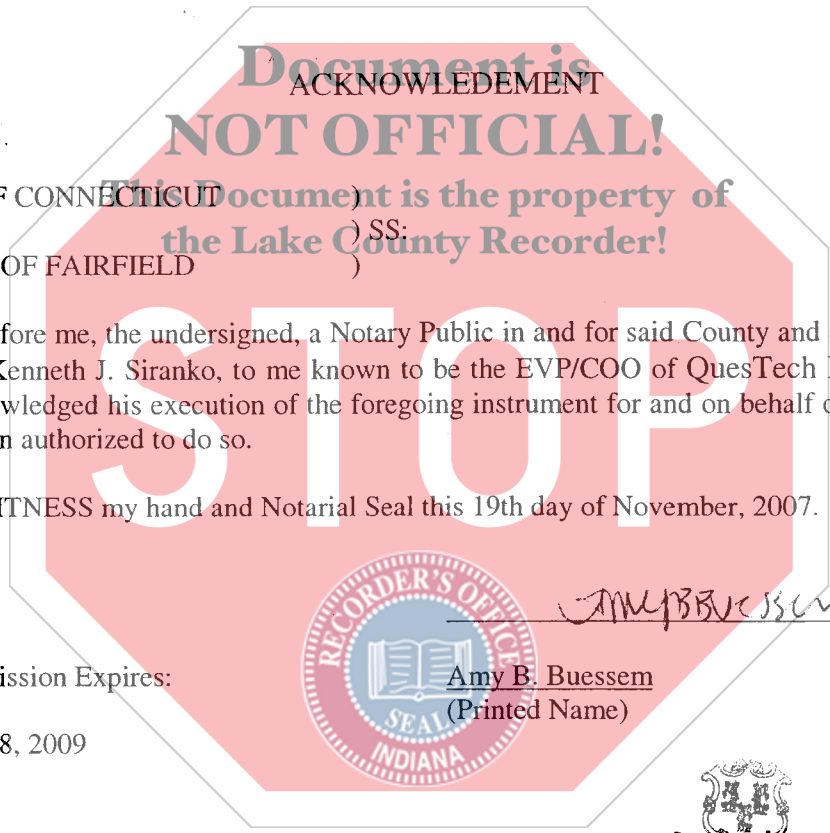 Document is
ACKNOWLEDEMENT
NOT OFFICIAL!
This Document is the property of
the Lake County Recorder!
F CONNECTICUT )
) SS:
OF FAIRFIELD )
STOP
fore me, the undersigned, a Notary Public in and for said County and
Kenneth J. Siranko, to me known to be the EVP/COO of QuesTech
wledged his execution of the foregoing instrument for and on behalf
n authorized to do so.
ITNESS my hand and Notarial Seal this 19th day of November, 2007.
RECORDER'S OFFICE
SEAL
INDIANA
ission Expires:
Amy B. Buessem
(Printed Name)
8, 2009